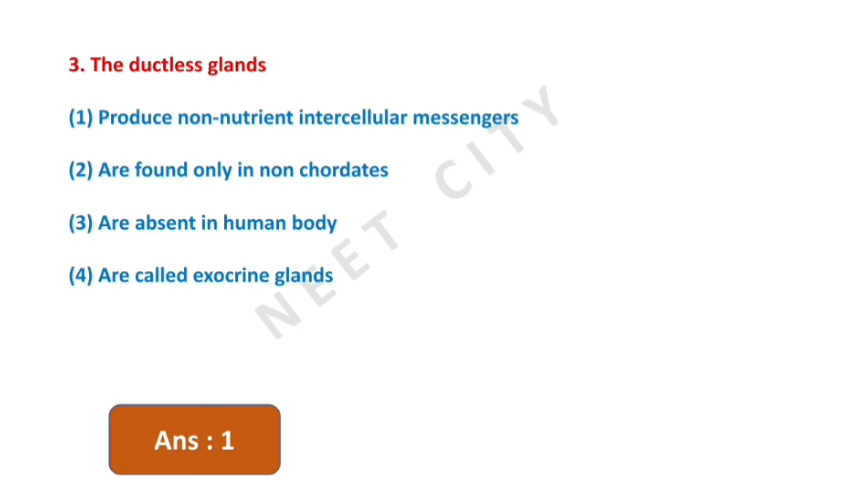 3. The ductless glands
(1) Produce non-nutrient intercellular messengers
(2) Are found only in non chordates
(3) Are absent in human body
(4) Are called exocrine glands
NEET CITY
Ans : 1